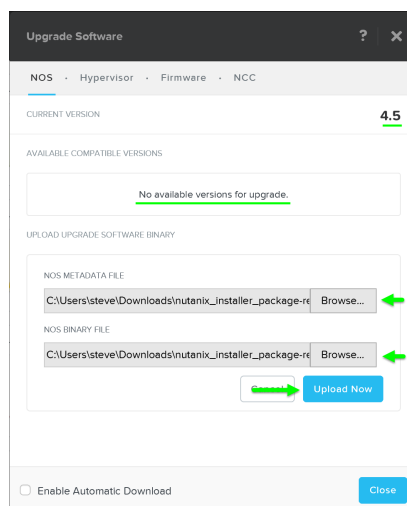 Upgrade Software ? ×
NOS · Hypervisor · Firmware · NCC
CURRENT VERSION 4.5
AVAILABLE COMPATIBLE VERSIONS
No available versions for upgrade.
UPLOAD UPGRADE SOFTWARE BINARY
NOS METADATA FILE
C:\Users\steve\Downloads\nutanix_installer_package-re Browse...
NOS BINARY FILE
C:\Users\steve\Downloads\nutanix_installer_package-re Browse...
Cancel Upload Now
Enable Automatic Download Close